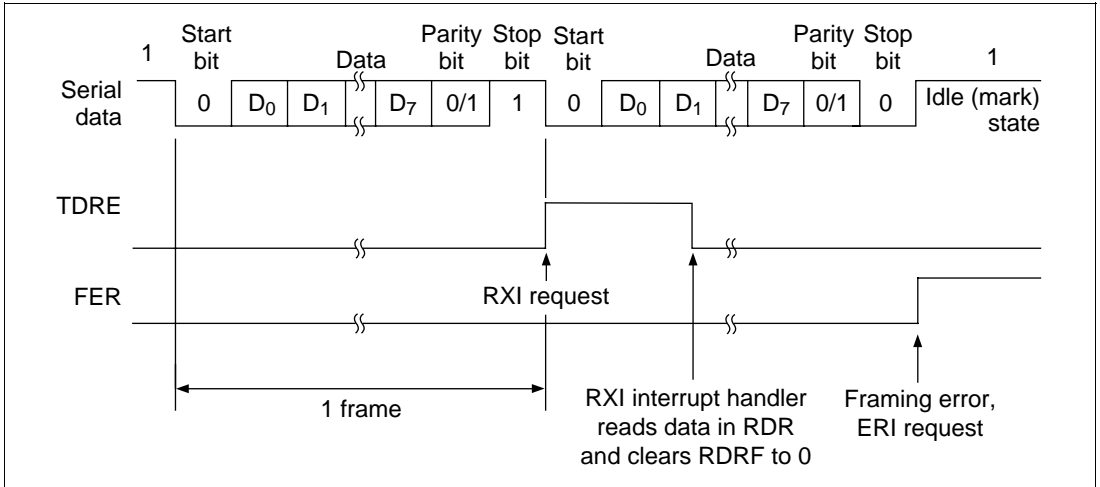 1
Start bit
Data
Parity bit
Stop bit
Start bit
Data
Parity bit
Stop bit
1
Serial data
0 D0 D1 D7 0/1 1 0 D0 D1 D7 0/1 0
Idle (mark) state
TDRE
RXI request
FER
1 frame
RXI interrupt handler
reads data in RDR
and clears RDRF to 0
Framing error,
ERI request